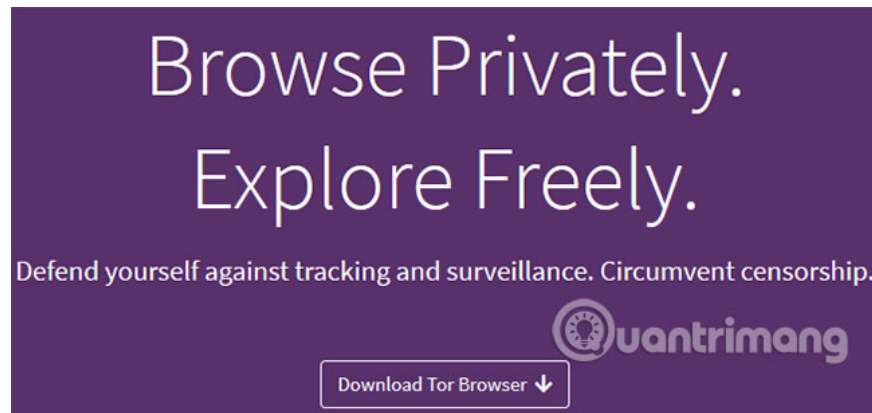 Browse Privately.
Explore Freely.
Defend yourself against tracking and surveillance. Circumvent censorship.
Quantrimang
Download Tor Browser